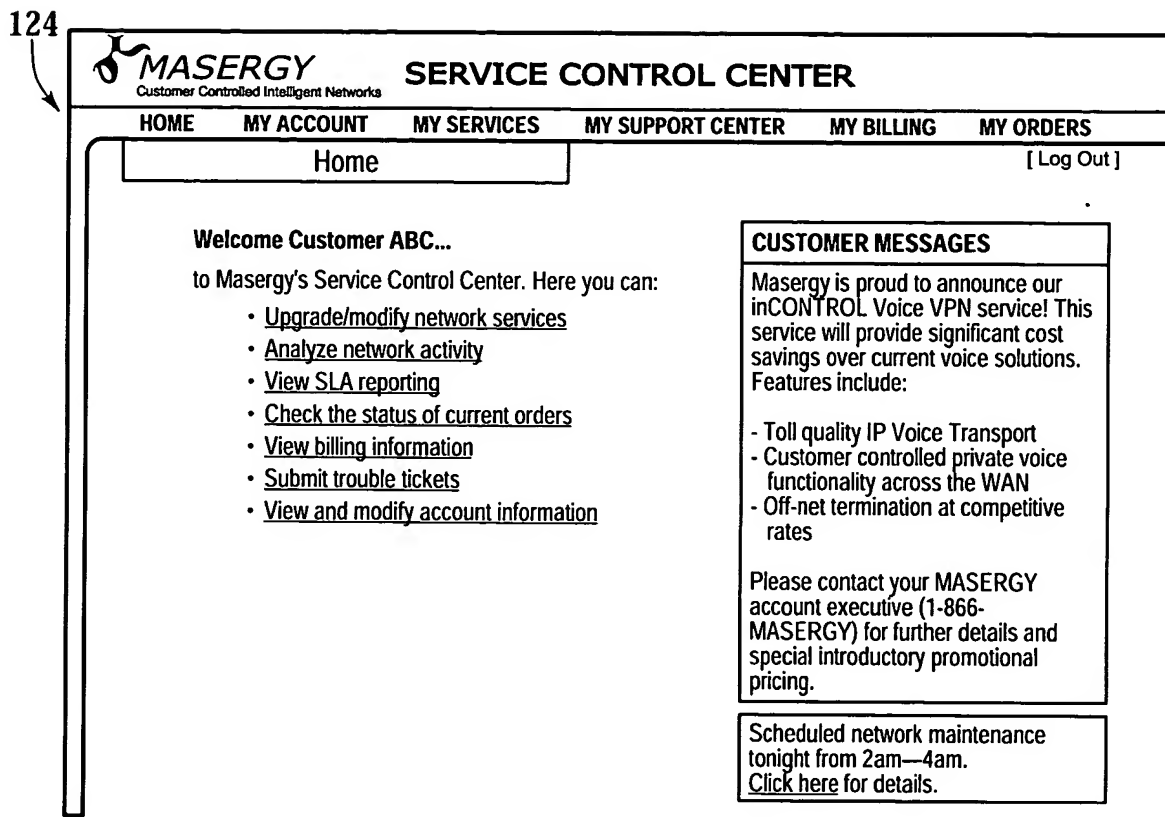 124
MASERGY
Customer Controlled Intelligent Networks
SERVICE CONTROL CENTER
HOME MY ACCOUNT MY SERVICES MY SUPPORT CENTER MY BILLING MY ORDERS
Home
[ Log Out ]
Welcome Customer ABC...
to Masergy's Service Control Center. Here you can:
• Upgrade/modify network services
• Analyze network activity
• View SLA reporting
• Check the status of current orders
• View billing information
• Submit trouble tickets
• View and modify account information
CUSTOMER MESSAGES
Masergy is proud to announce our
inCONTROL Voice VPN service! This
service will provide significant cost
savings over current voice solutions.
Features include:
- Toll quality IP Voice Transport
- Customer controlled private voice
functionality across the WAN
- Off-net termination at competitive
rates
Please contact your MASERGY
account executive (1-866-
MASERGY) for further details and
special introductory promotional
pricing.
Scheduled network maintenance
tonight from 2am—4am.
Click here for details.